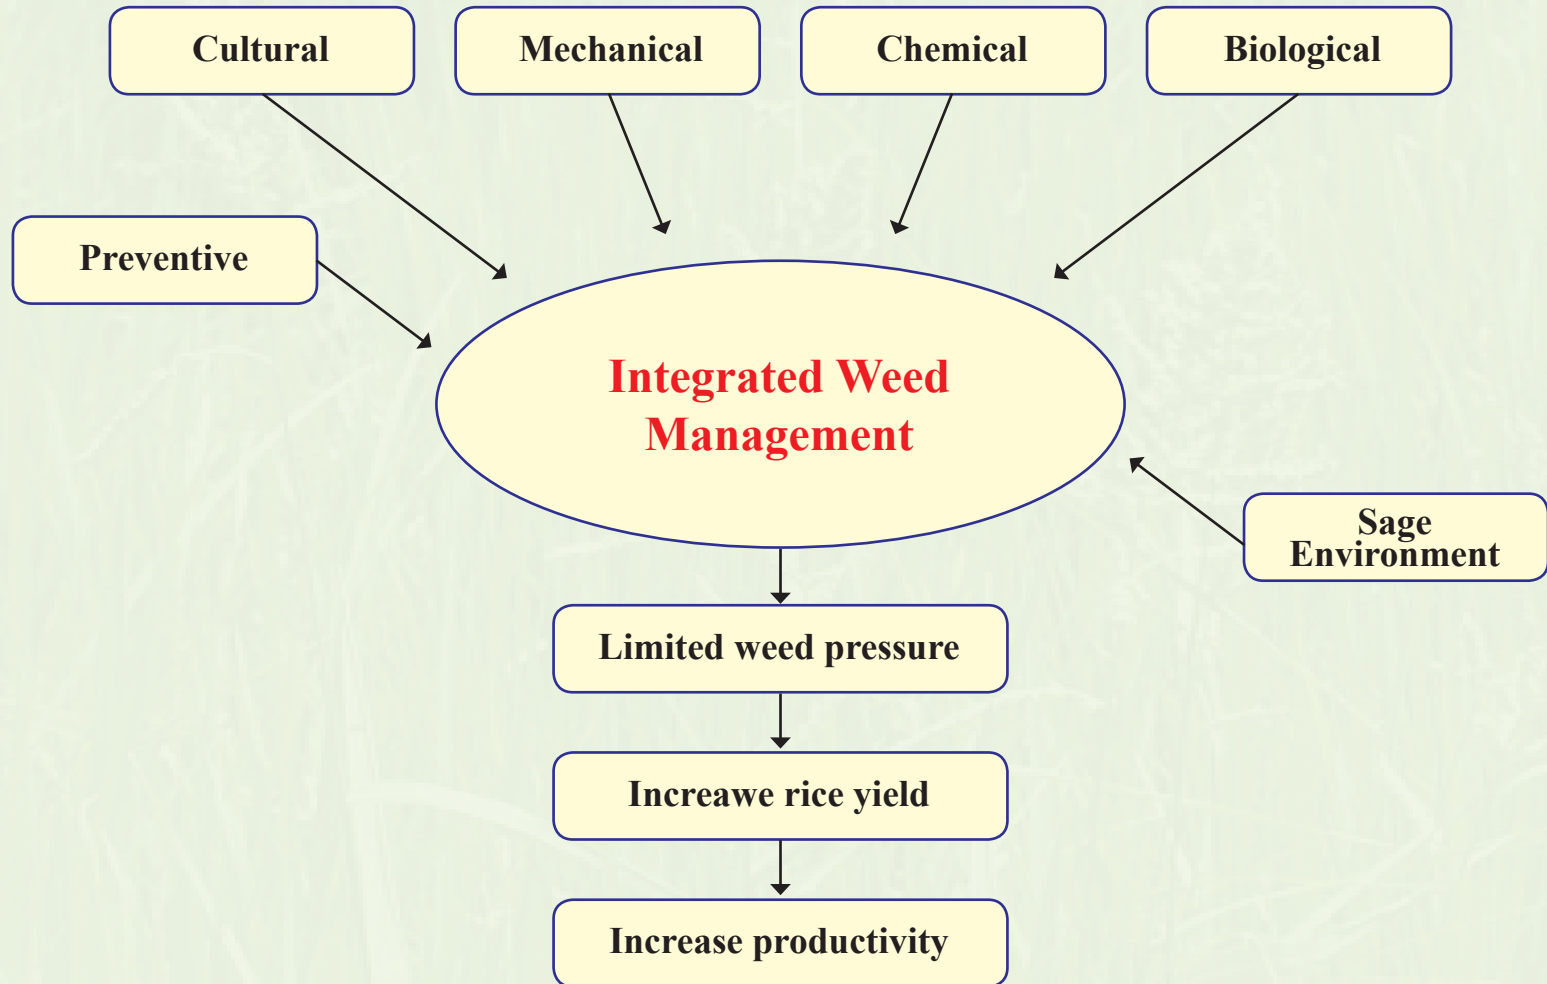 Cultural
Mechanical
Chemical
Biological
Preventive
Integrated Weed
Management
Sage
Environment
Limited weed pressure
Increawe rice yield
Increase productivity